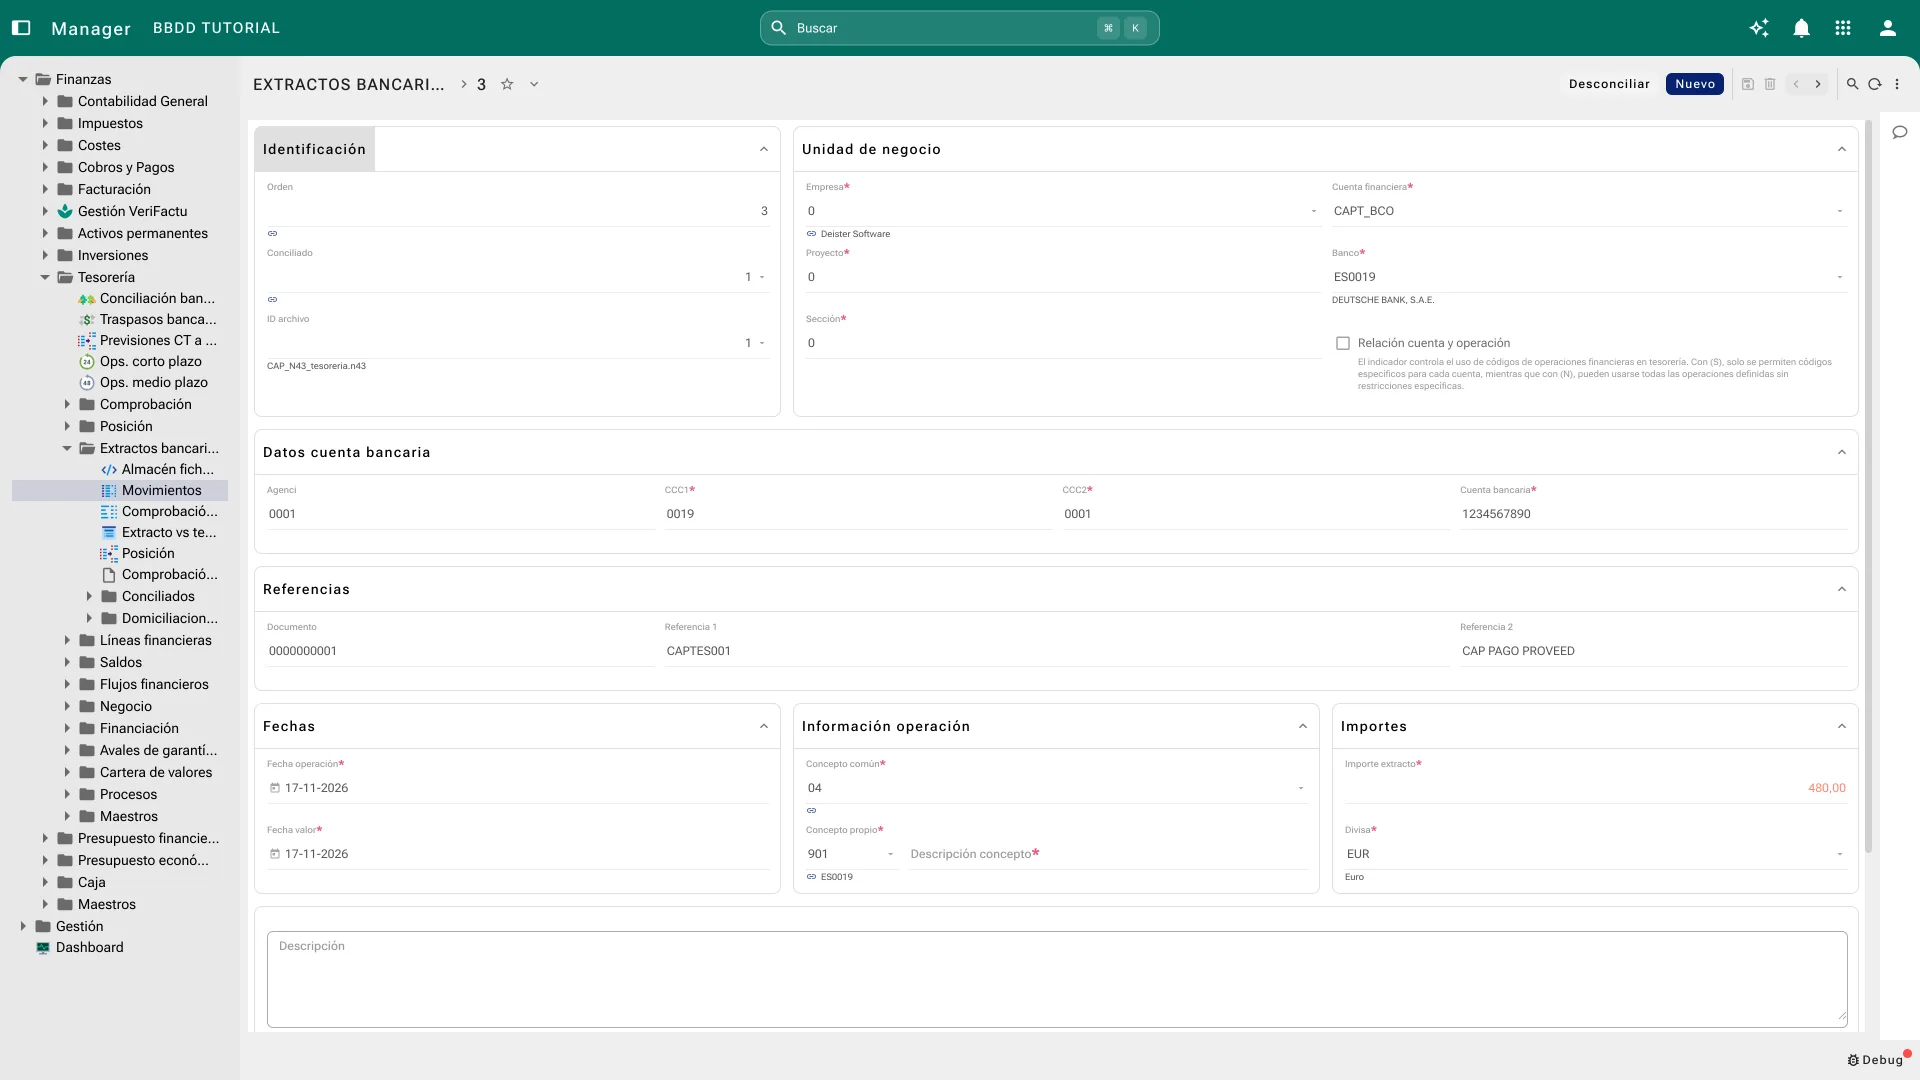 Manager BBDD TUTORIAL
Buscar ⌘ K
Finanzas
Contabilidad General
Impuestos
Costes
Cobros y Pagos
Facturación
Gestión VeriFactu
Activos permanentes
Inversiones
Tesorería
Conciliación ban...
Traspasos banca...
Previsiones CT a ...
Ops. corto plazo
Ops. medio plazo
Comprobación
Posición
Extractos bancari...
Almacén fich...
Movimientos
Comprobació...
Extracto vs te...
Posición
Comprobació...
Conciliados
Domiciliacion...
Líneas financieras
Saldos
Flujos financieros
Negocio
Financiación
Avales de garantí...
Cartera de valores
Procesos
Maestros
Presupuesto financie...
Presupuesto econó...
Caja
Maestros
Gestión
Dashboard
EXTRACTOS BANCARI... > 3
Desconciliar Nuevo
Identificación
Orden
3
Conciliado
1
ID archivo
1
CAP_N43_tesoreria.n43
Unidad de negocio
Empresa* Cuenta financiera*
0 CAPT_BCO
Deister Software
Proyecto* Banco*
0 ES0019
DEUTSCHE BANK, S.A.E.
Sección*
0 Relación cuenta y operación
El indicador controla el uso de códigos de operaciones financieras en tesorería. Con (S), solo se permiten códigos
específicos para cada cuenta, mientras que con (N), pueden usarse todas las operaciones definidas sin
restricciones específicas.
Datos cuenta bancaria
Agenci CCC1* CCC2* Cuenta bancaria*
0001 0019 0001 1234567890
Referencias
Documento Referencia 1 Referencia 2
0000000001 CAPTES001 CAP PAGO PROVEED
Fechas
Fecha operación*
17-11-2026
Fecha valor*
17-11-2026
Información operación
Concepto común*
04
Concepto propio*
901 Descripción concepto*
ES0019
Importes
Importe extracto*
480,00
Divisa*
EUR
Euro
Descripción
Debug